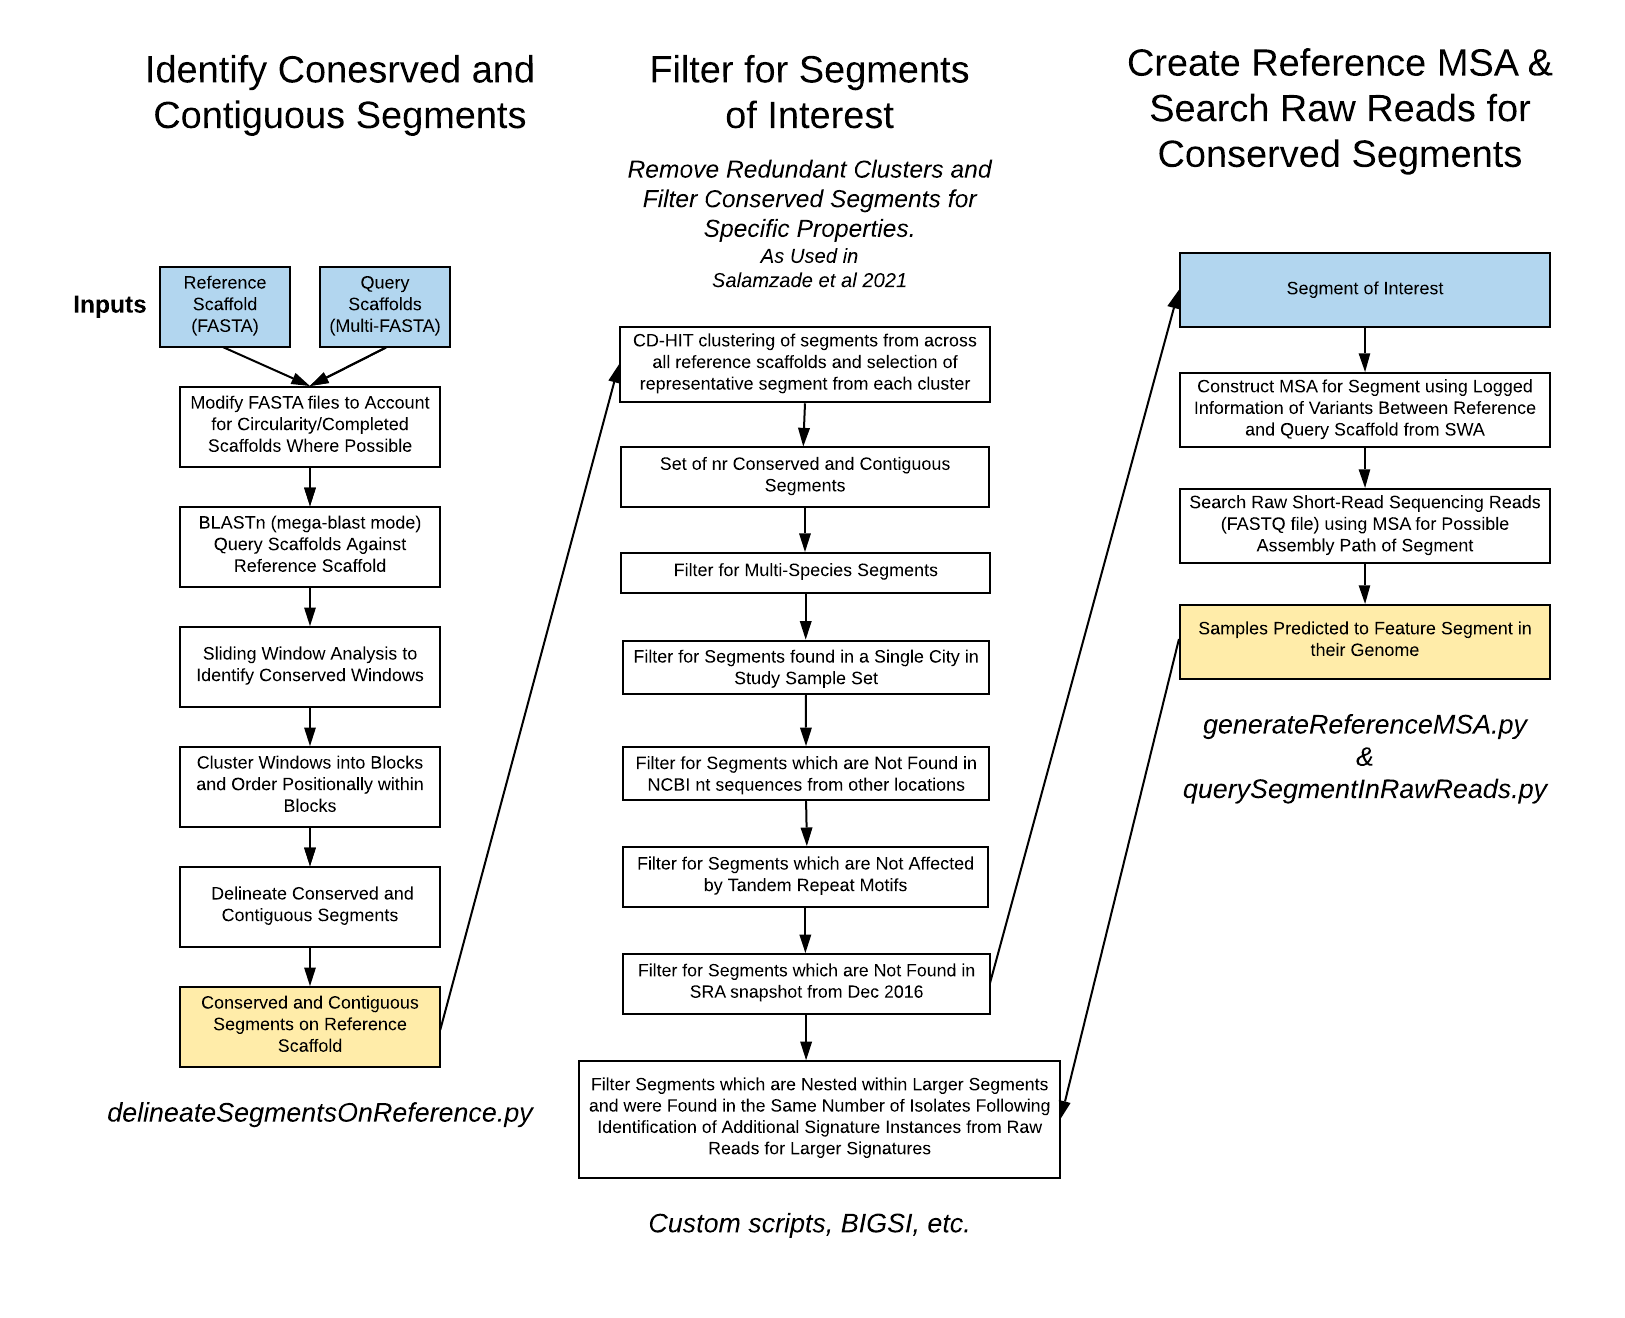 Identify Conesrved and
Contiguous Segments
Inputs
Reference
Scaffold
(FASTA)
Query
Scaffolds
(Multi-FASTA)
Modify FASTA files to Account
for Circularity/Completed
Scaffolds Where Possible
BLASTn (mega-blast mode)
Query Scaffolds Against
Reference Scaffold
Sliding Window Analysis to
Identify Conserved Windows
Cluster Windows into Blocks
and Order Positionally within
Blocks
Delineate Conserved and
Contiguous Segments
Conserved and Contiguous
Segments on Reference
Scaffold
delineateSegmentsOnReference.py
Filter for Segments
of Interest
Remove Redundant Clusters and
Filter Conserved Segments for
Specific Properties.
As Used in
Salamzade et al 2021
CD-HIT clustering of segments from across
all reference scaffolds and selection of
representative segment from each cluster
Set of nr Conserved and Contiguous
Segments
Filter for Multi-Species Segments
Filter for Segments found in a Single City in
Study Sample Set
Filter for Segments which are Not Found in
NCBI nt sequences from other locations
Filter for Segments which are Not Affected
by Tandem Repeat Motifs
Filter for Segments which are Not Found in
SRA snapshot from Dec 2016
Filter Segments which are Nested within Larger Segments
and were Found in the Same Number of Isolates Following
Identification of Additional Signature Instances from Raw
Reads for Larger Signatures
Custom scripts, BIGSI, etc.
Create Reference MSA &
Search Raw Reads for
Conserved Segments
Segment of Interest
Construct MSA for Segment using Logged
Information of Variants Between Reference
and Query Scaffold from SWA
Search Raw Short-Read Sequencing Reads
(FASTQ file) using MSA for Possible
Assembly Path of Segment
Samples Predicted to Feature Segment in
their Genome
generateReferenceMSA.py
&
querySegmentInRawReads.py